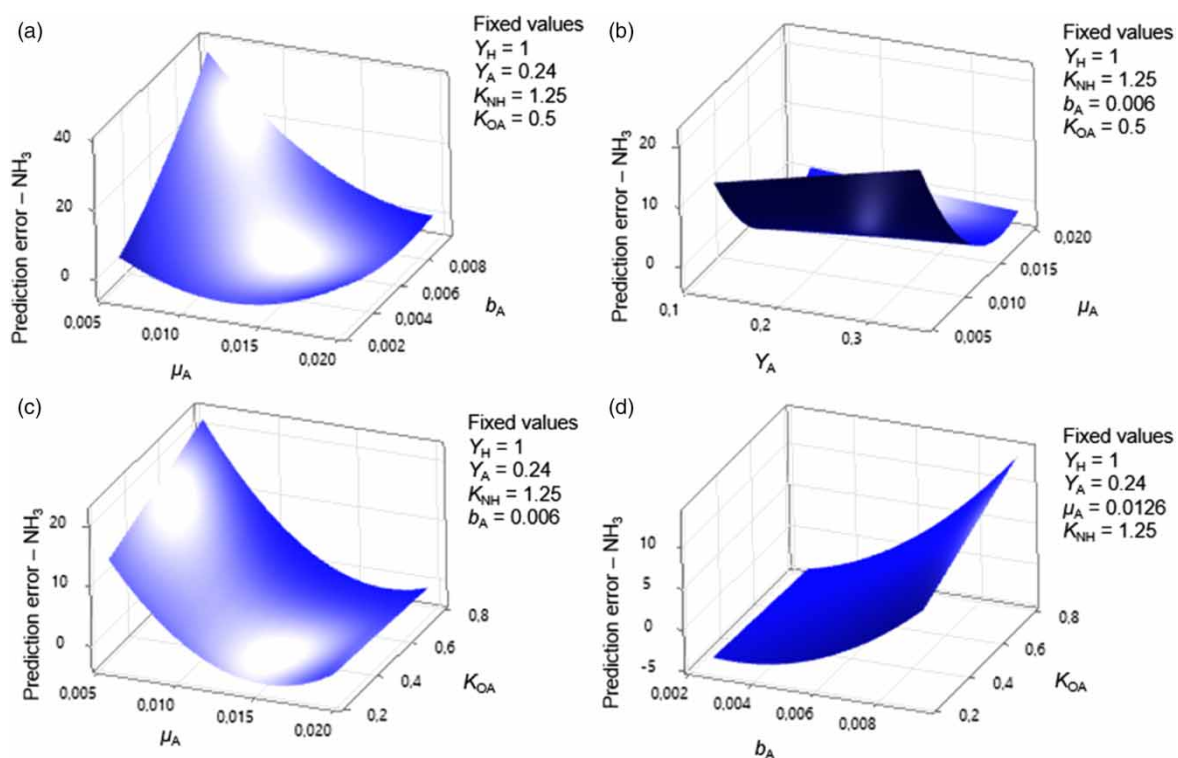 (a)
Fixed values
Y_H = 1
Y_A = 0.24
K_NH = 1.25
K_OA = 0.5
Prediction error – NH₃
40
20
0
0,005
0,010
0,015
0,020
μ_A
0,002
0,004
0,006
0,008
b_A
(b)
Fixed values
Y_H = 1
K_NH = 1.25
b_A = 0.006
K_OA = 0.5
Prediction error – NH₃
20
10
0
0,1
0,2
0,3
Y_A
0,005
0,010
0,015
0,020
μ_A
(c)
Fixed values
Y_H = 1
Y_A = 0.24
K_NH = 1.25
b_A = 0.006
Prediction error – NH₃
20
10
0
0,005
0,010
0,015
0,020
μ_A
0,2
0,4
0,6
0,8
K_OA
(d)
Fixed values
Y_H = 1
Y_A = 0.24
μ_A = 0.0126
K_NH = 1.25
Prediction error – NH₃
10
5
0
-5
0,002
0,004
0,006
0,008
b_A
0,2
0,4
0,6
0,8
K_OA